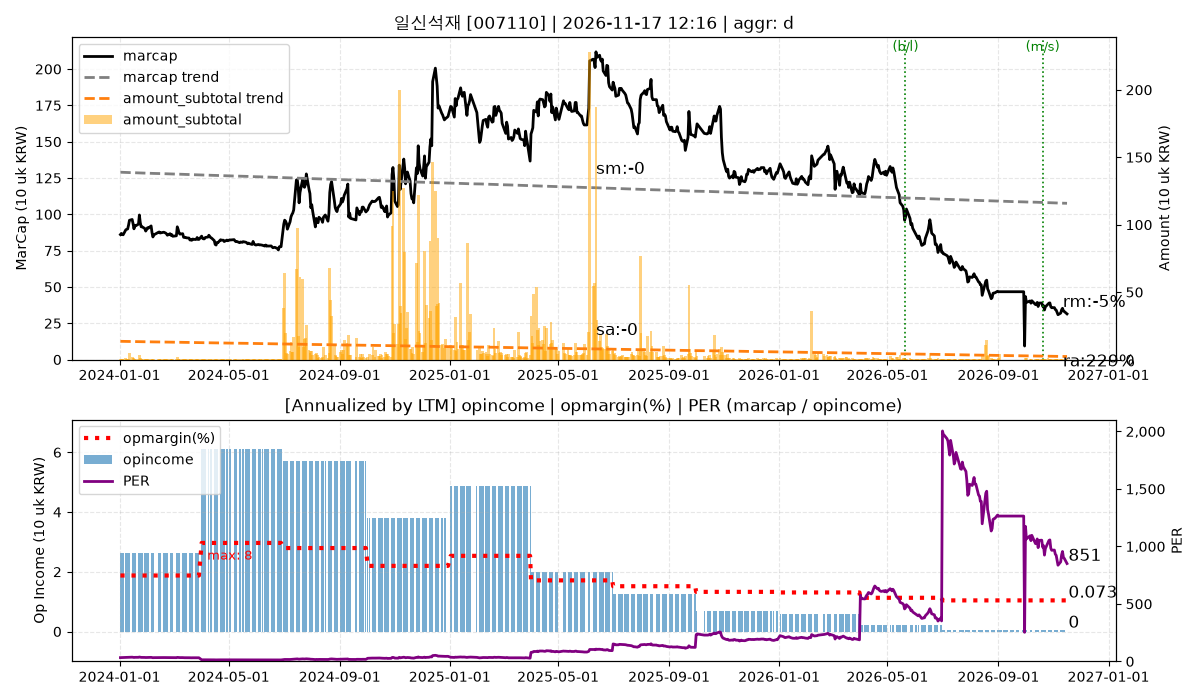 일신석재 [007110] | 2026-11-17 12:16 | aggr: d
marcap
marcap trend
amount_subtotal trend
amount_subtotal
(b/l)
(m/s)
200
175
150
125
100
75
50
25
0
MarCap (10 uk KRW)
200
150
100
50
0
Amount (10 uk KRW)
sm:-0
sa:-0
rm:-5%
ra:228%
2024-01-01
2024-05-01
2024-09-01
2025-01-01
2025-05-01
2025-09-01
2026-01-01
2026-05-01
2026-09-01
2027-01-01
[Annualized by LTM] opincome | opmargin(%) | PER (marcap / opincome)
opmargin(%)
opincome
PER
max: 8
6
4
2
0
Op Income (10 uk KRW)
2,000
1,500
1,000
500
0
PER
851
0.073
0
2024-01-01
2024-05-01
2024-09-01
2025-01-01
2025-05-01
2025-09-01
2026-01-01
2026-05-01
2026-09-01
2027-01-01